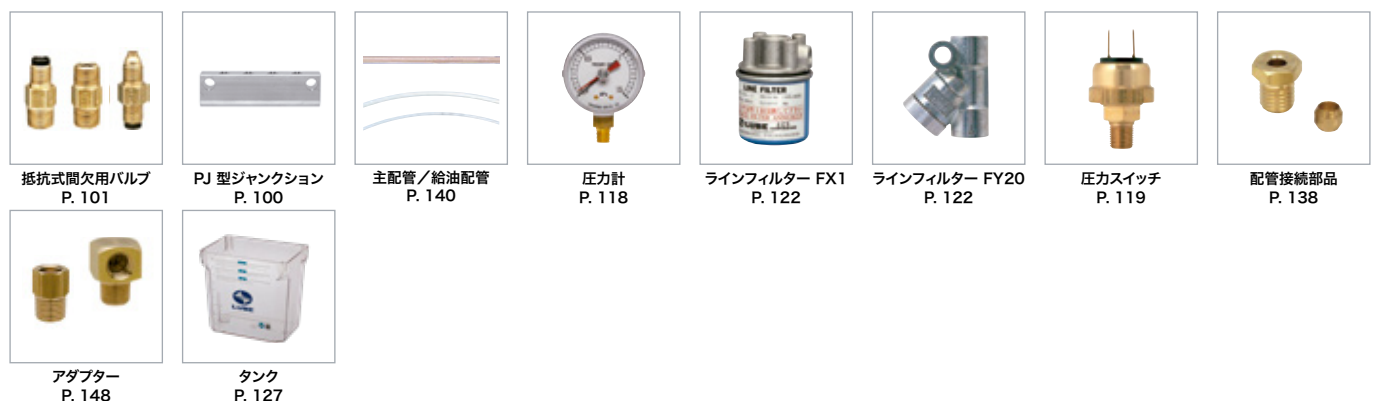 LINE FILTER
LUBE
抵抗式間欠用バルブ
P. 101
PJ 型ジャンクション
P. 100
主配管／給油配管
P. 140
圧力計
P. 118
ラインフィルター FX1
P. 122
ラインフィルター FY20
P. 122
圧力スイッチ
P. 119
配管接続部品
P. 138
LUBE
アダプター
P. 148
タンク
P. 127